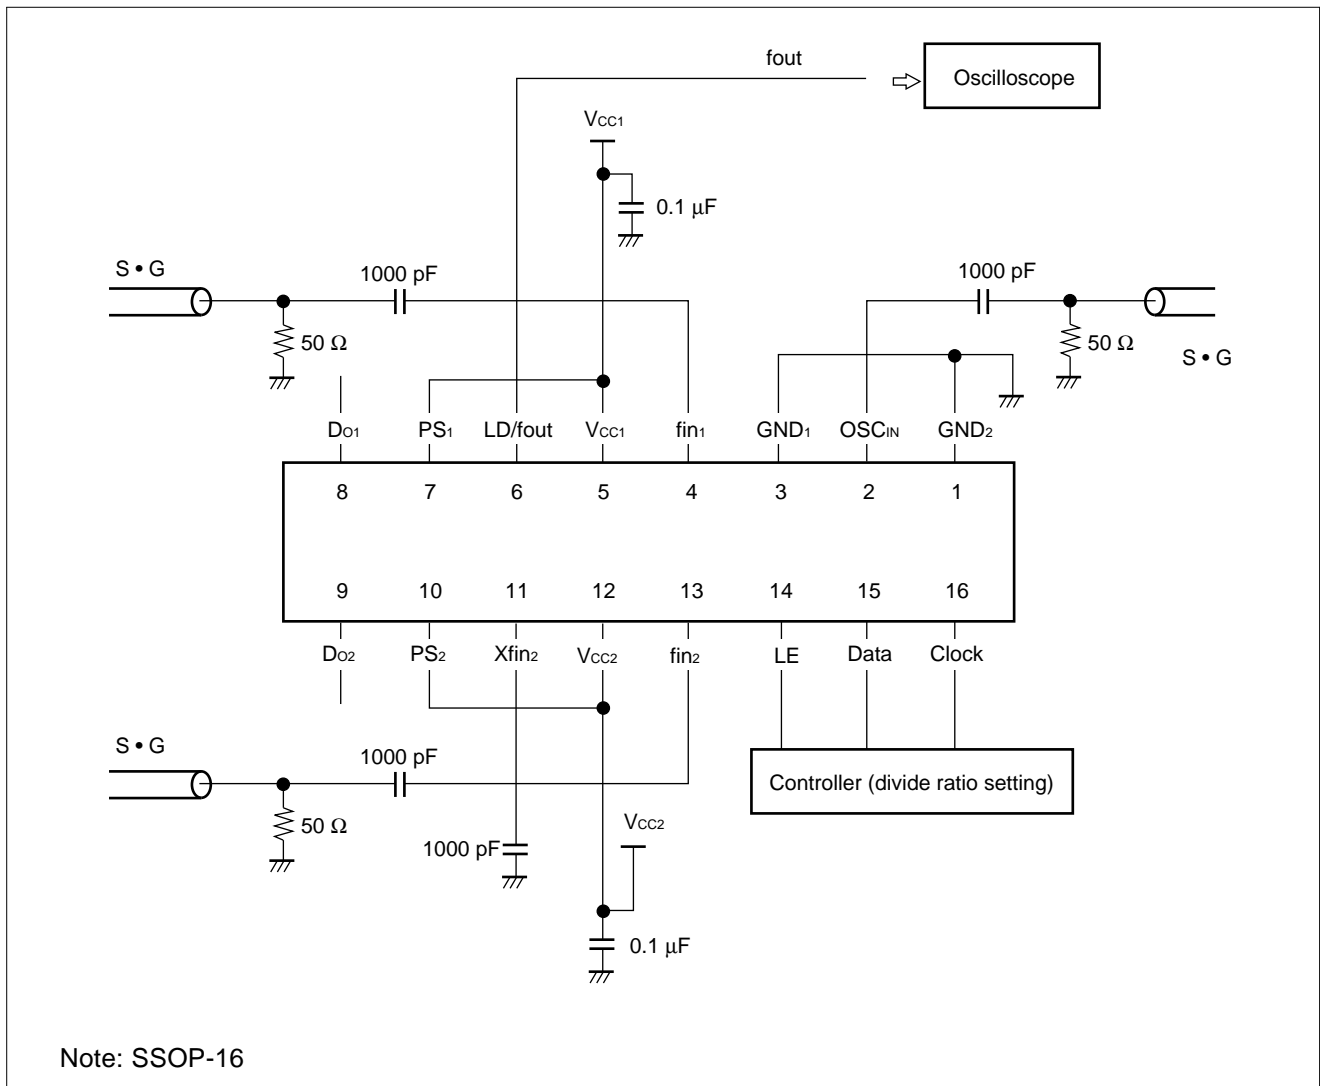 fout
Oscilloscope
VCC1
0.1 μF
S • G
1000 pF
1000 pF
50 Ω
50 Ω
S • G
DO1 PS1 LD/fout VCC1 fin1 GND1 OSCIN GND2
8 7 6 5 4 3 2 1
9 10 11 12 13 14 15 16
DO2 PS2 Xfin2 VCC2 fin2 LE Data Clock
S • G
1000 pF
Controller (divide ratio setting)
50 Ω
VCC2
1000 pF
0.1 μF
Note: SSOP-16